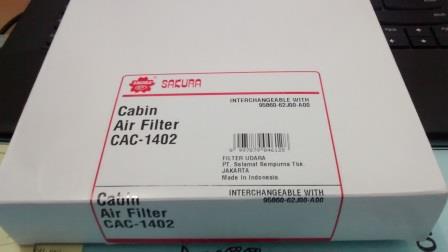 SAKURA
Cabin
Air Filter
CAC-1402
INTERCHANGEABLE WITH
95860-62J00-A00
FILTER UDARA
PT. Selamat Sempurna Tbk.
JAKARTA
Made in Indonesia
Cabin
Air Filter
CAC-1402
INTERCHANGEABLE WITH
95860-62J00-A00